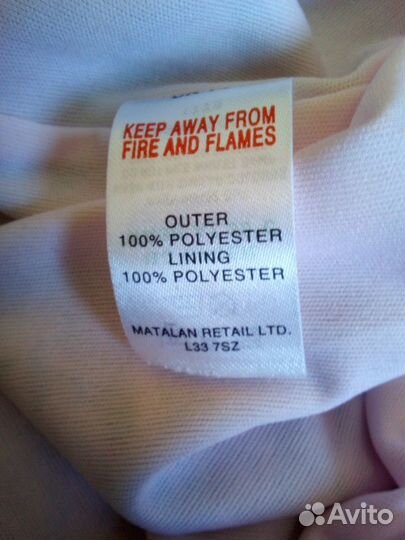 KEEP AWAY FROM
FIRE AND FLAMES
OUTER
100% POLYESTER
LINING
100% POLYESTER
MATALAN RETAIL LTD.
L33 7SZ
Avito